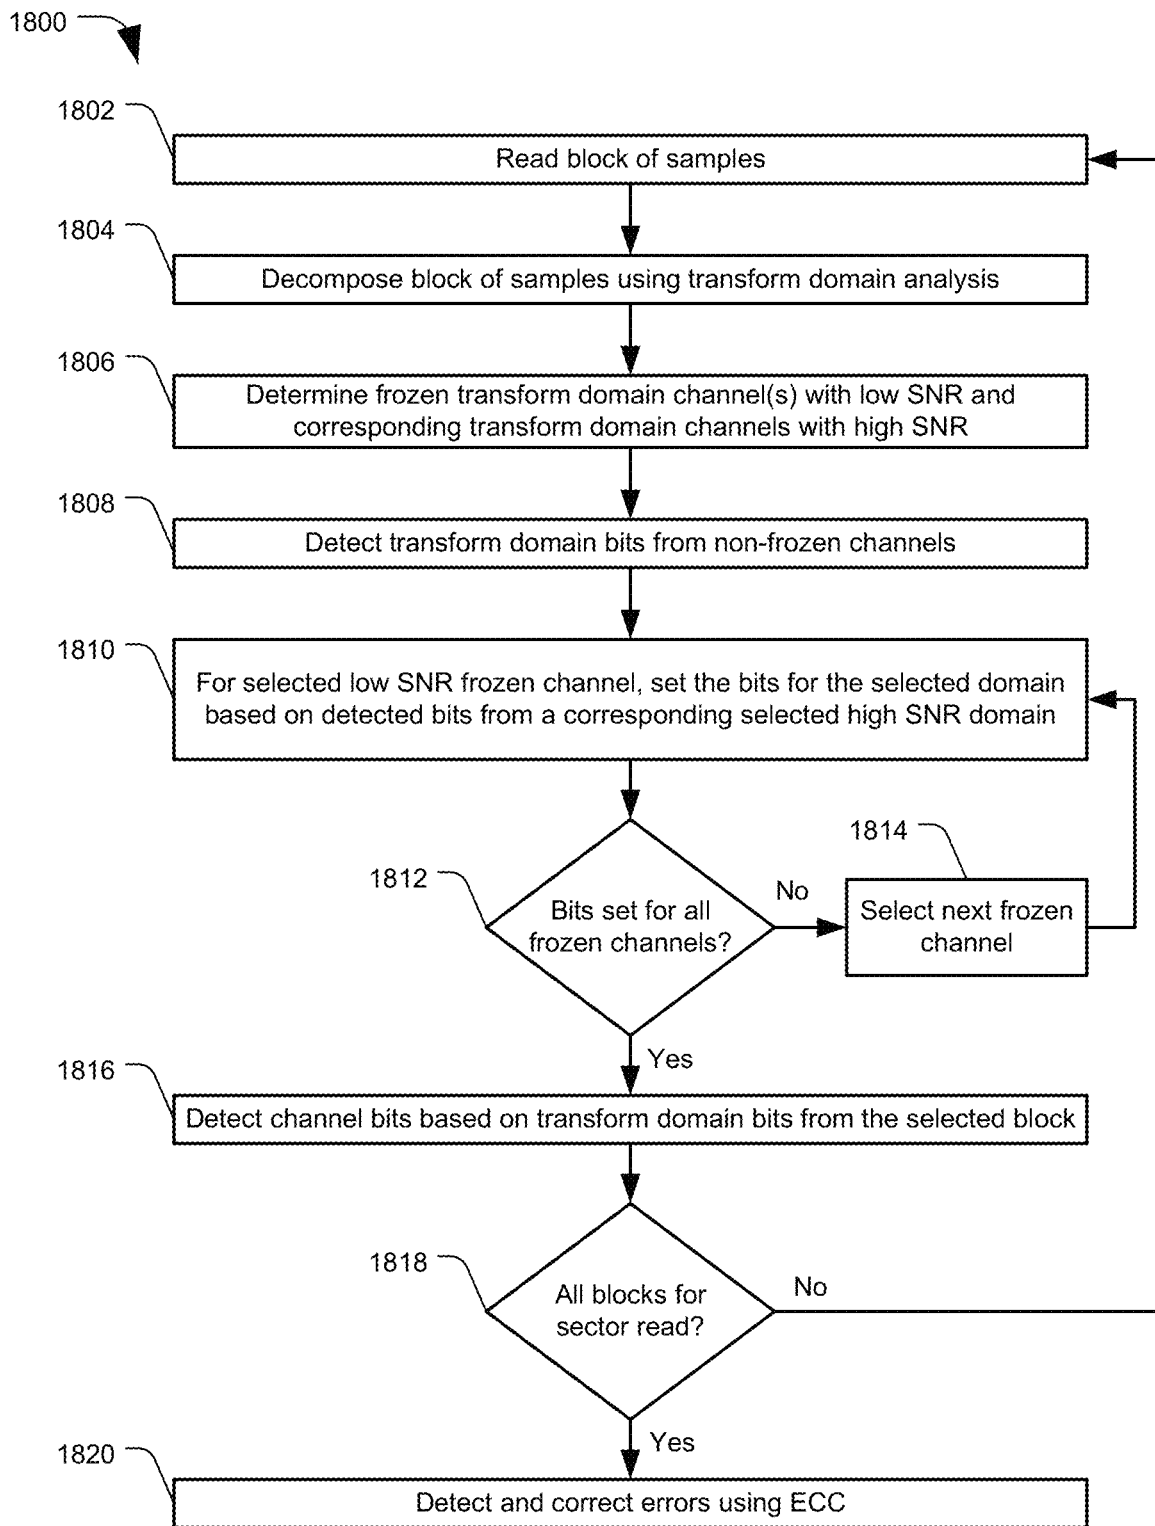 1800
1802
Read block of samples
1804
Decompose block of samples using transform domain analysis
1806
Determine frozen transform domain channel(s) with low SNR and
corresponding transform domain channels with high SNR
1808
Detect transform domain bits from non-frozen channels
1810
For selected low SNR frozen channel, set the bits for the selected domain
based on detected bits from a corresponding selected high SNR domain
1812
Bits set for all
frozen channels?
No
1814
Select next frozen
channel
Yes
1816
Detect channel bits based on transform domain bits from the selected block
1818
All blocks for
sector read?
No
Yes
1820
Detect and correct errors using ECC